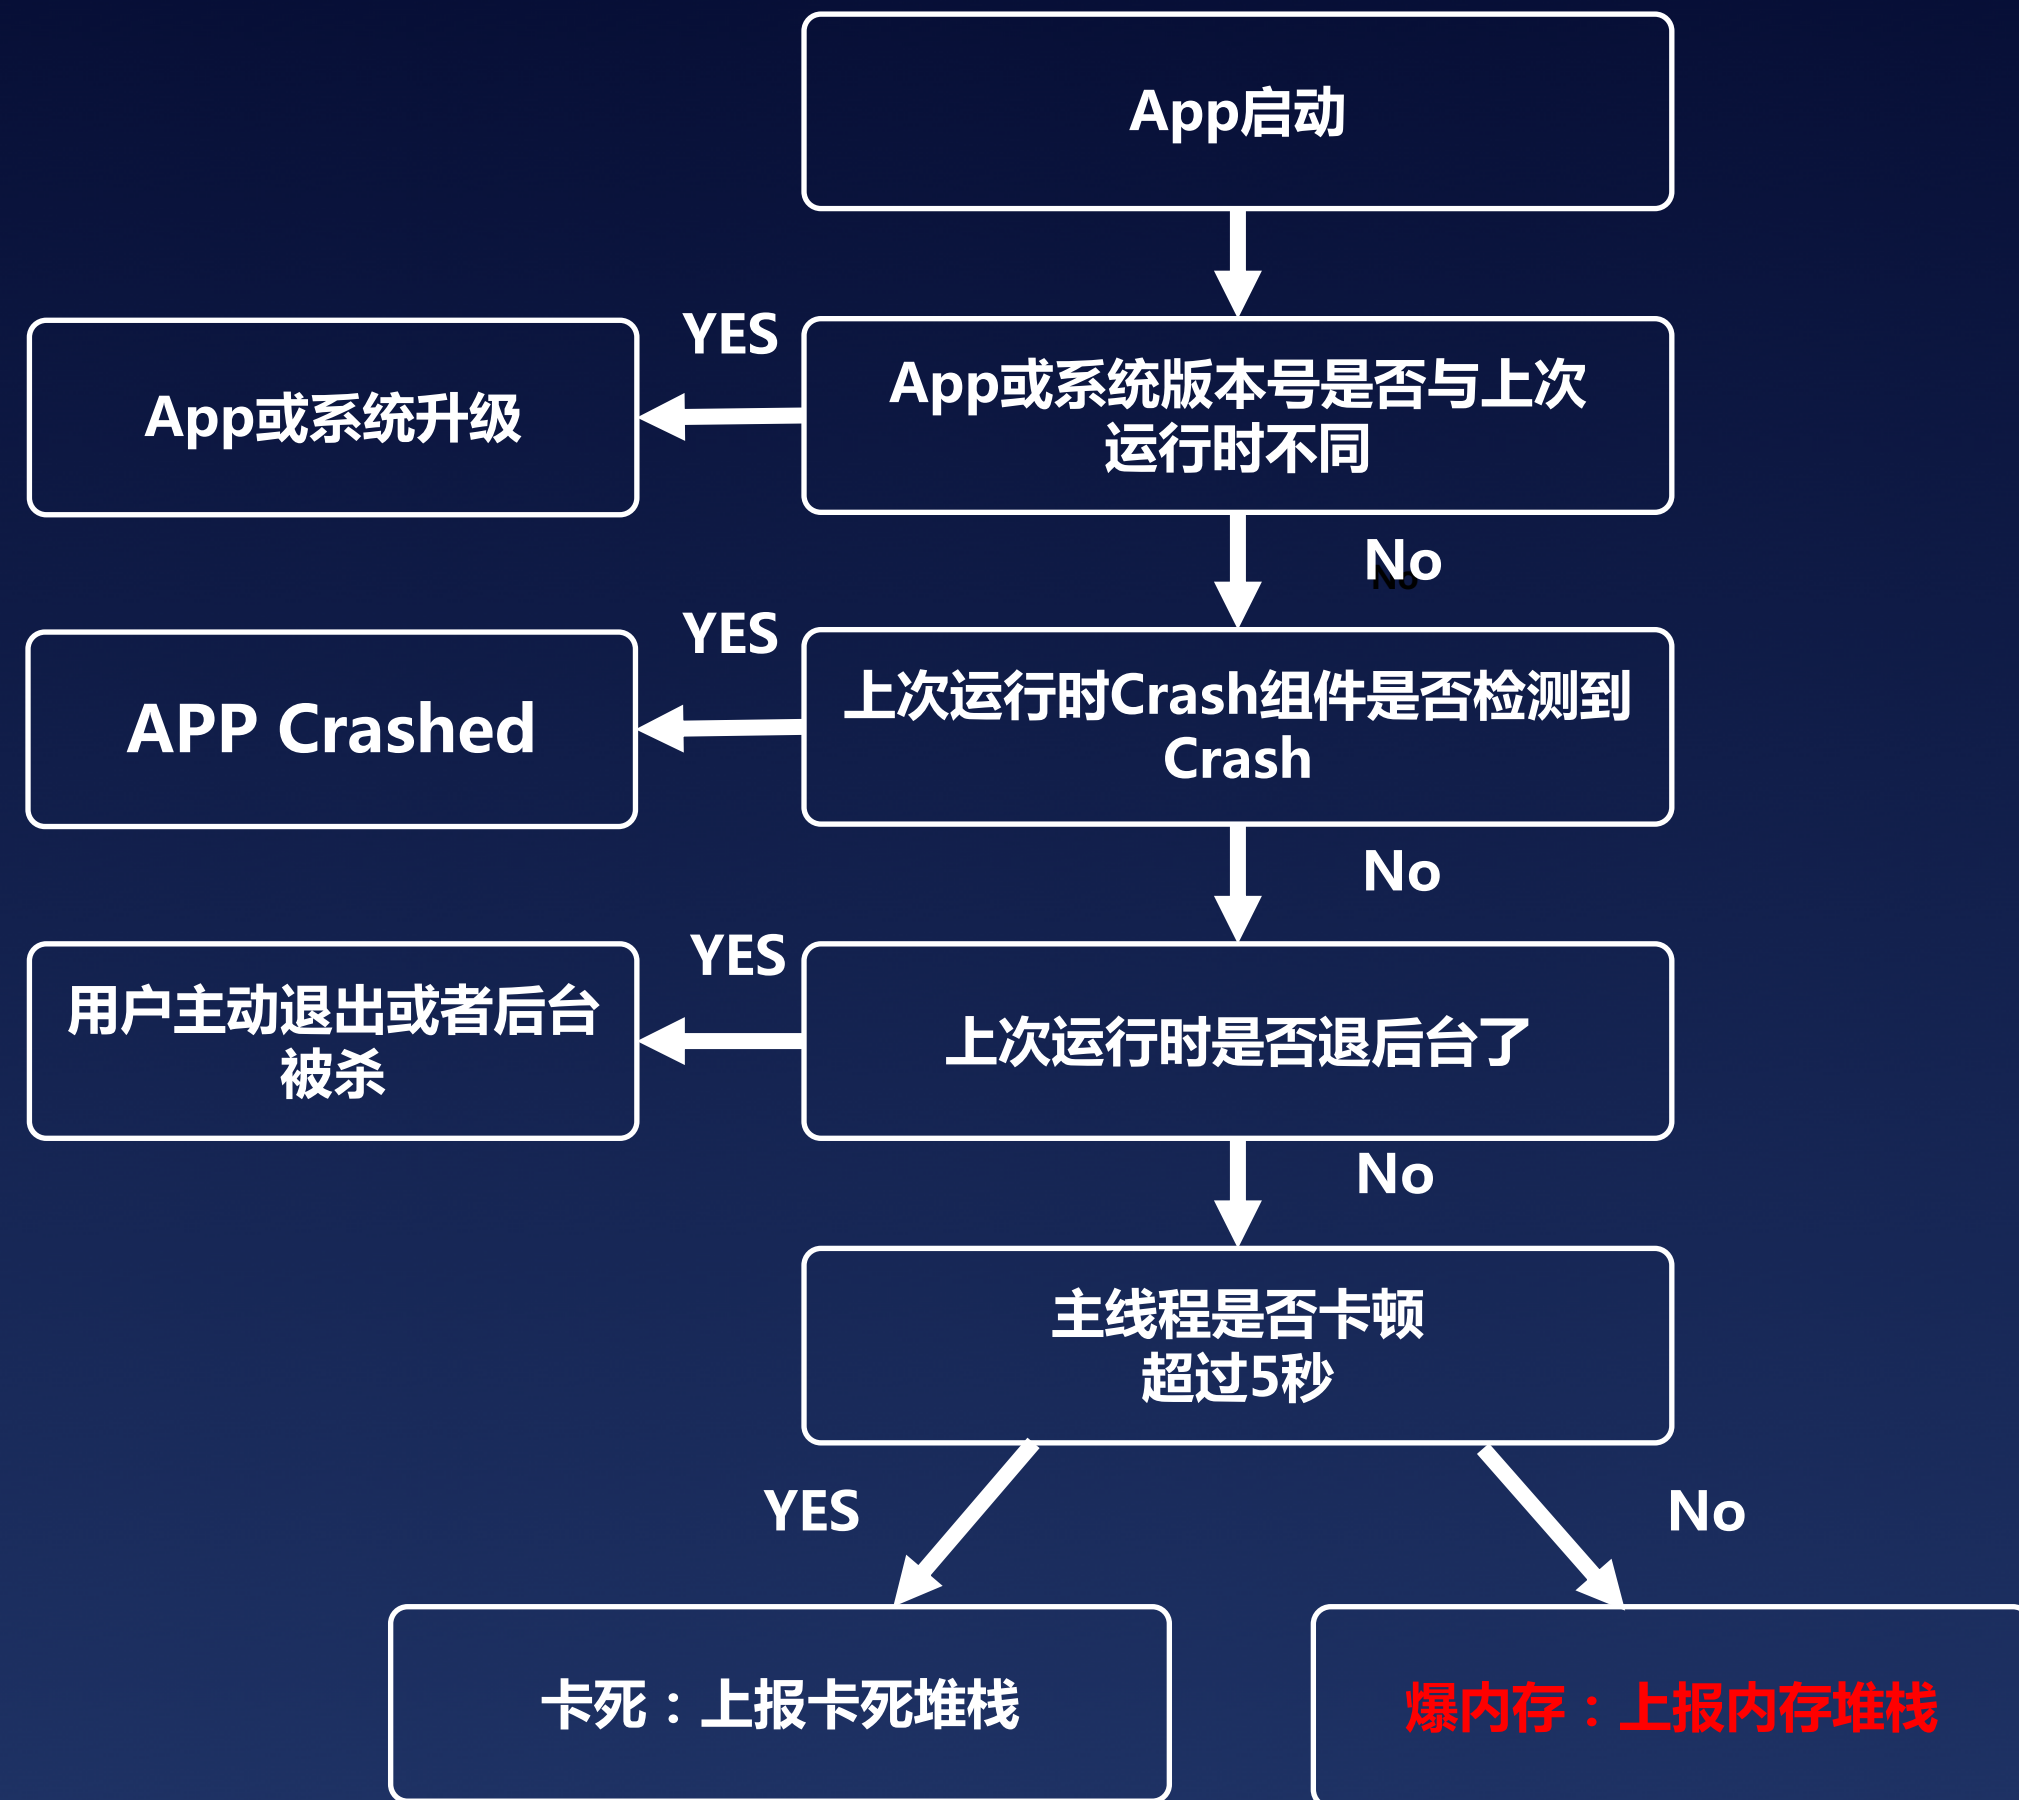 App启动
YES
App或系统升级
App或系统版本号是否与上次
运行时不同
No
No
YES
APP Crashed
上次运行时Crash组件是否检测到
Crash
No
YES
用户主动退出或者后台
被杀
上次运行时是否退后台了
No
主线程是否卡顿
超过5秒
YES
No
卡死：上报卡死堆栈
爆内存：上报内存堆栈